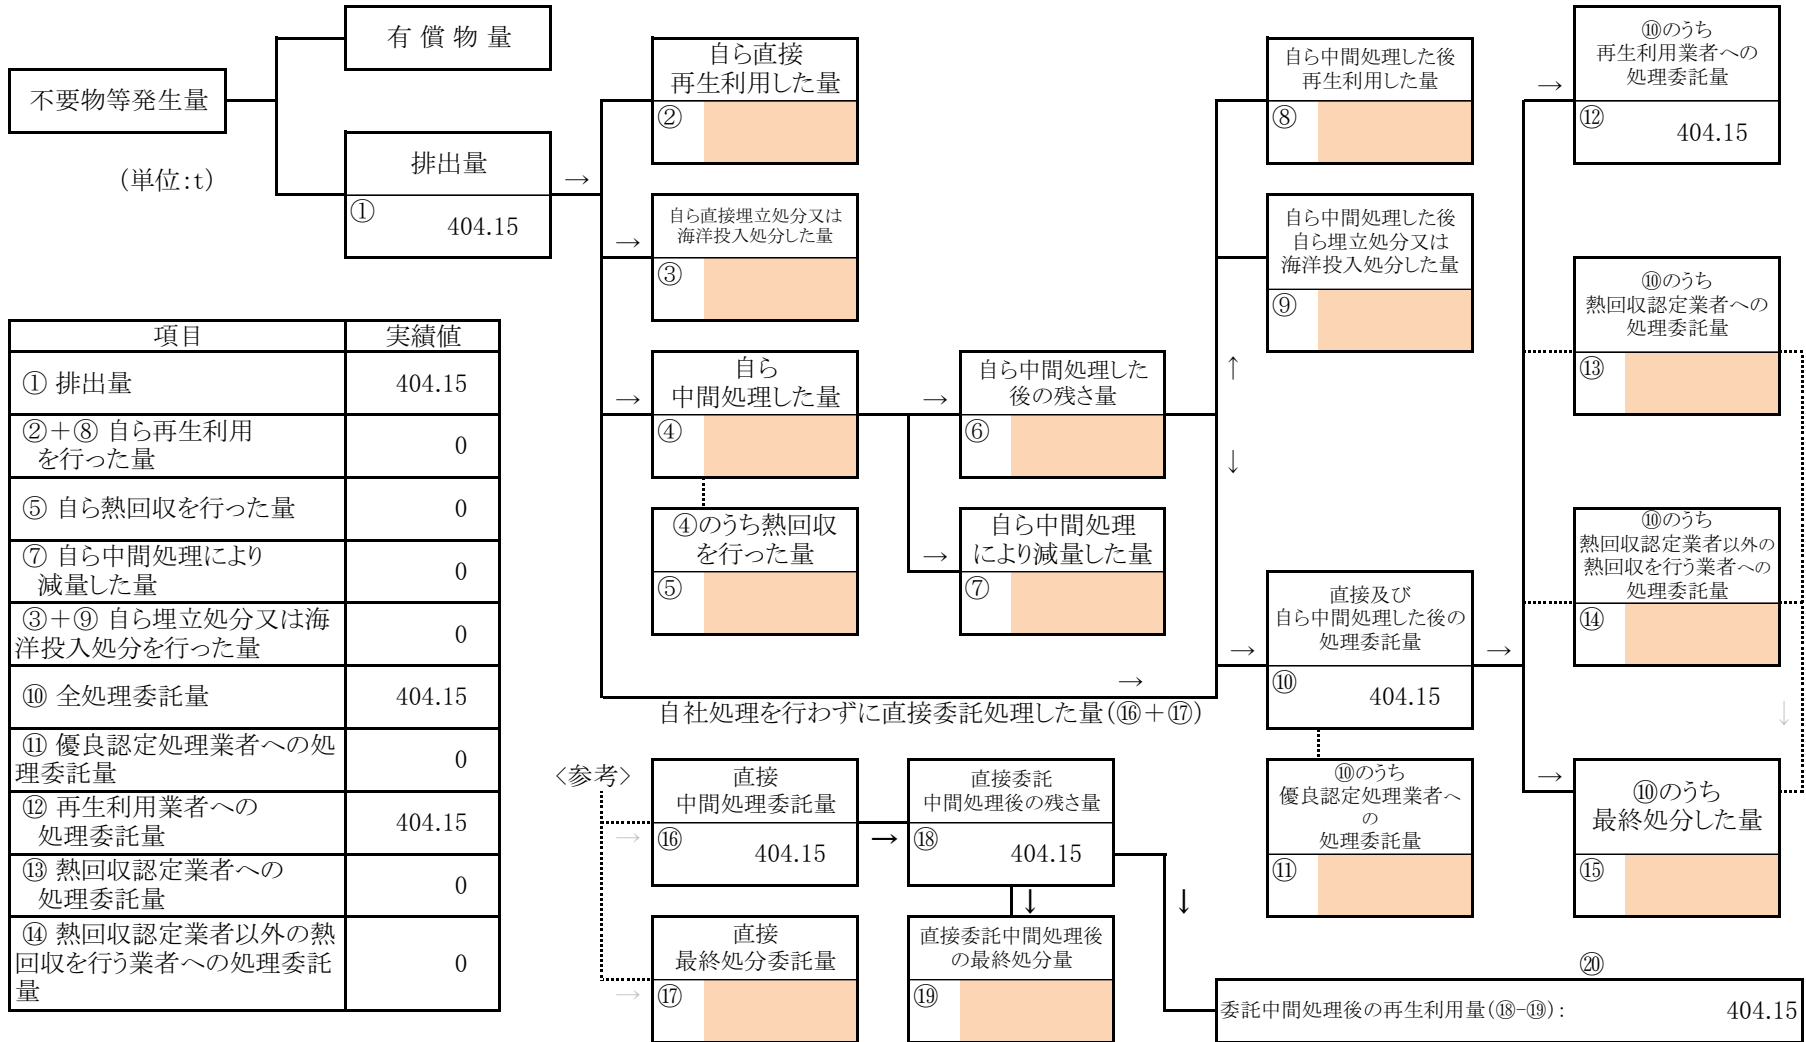 不要物等発生量
(単位:t)
有 償 物 量
排出量
①
404.15
→
自ら直接
再生利用した量
②
→
自ら直接埋立処分又は
海洋投入処分した量
③
→
自ら
中間処理した量
④
④のうち熱回収
を行った量
⑤
→
自ら中間処理した
後の残さ量
⑥
→
自ら中間処理
により減量した量
⑦
↑
↓
自ら中間処理した後
再生利用した量
⑧
自ら中間処理した後
自ら埋立処分又は
海洋投入処分した量
⑨
→
自社処理を行わずに直接委託処理した量(⑯+⑰)
→
直接及び
自ら中間処理した後の
処理委託量
⑩
404.15
⑩のうち
優良認定処理業者へ
の
処理委託量
⑪
→
→
⑩のうち
再生利用業者への
処理委託量
⑫
404.15
⑩のうち
熱回収認定業者への
処理委託量
⑬
⑩のうち
熱回収認定業者以外の
熱回収を行う業者への
処理委託量
⑭
↓
→
⑩のうち
最終処分した量
⑮
項目 実績値
① 排出量 404.15
②+⑧ 自ら再生利用
を行った量
0
⑤ 自ら熱回収を行った量 0
⑦ 自ら中間処理により
減量した量
0
③+⑨ 自ら埋立処分又は海
洋投入処分を行った量
0
⑩ 全処理委託量 404.15
⑪ 優良認定処理業者への処
理委託量
0
⑫ 再生利用業者への
処理委託量
404.15
⑬ 熱回収認定業者への
処理委託量
0
⑭ 熱回収認定業者以外の熱
回収を行う業者への処理委託
量
0
<参考>
→
直接
中間処理委託量
⑯
404.15
→
直接委託
中間処理後の残さ量
⑱
404.15
↓
↓
→
直接
最終処分委託量
⑰
直接委託中間処理後
の最終処分量
⑲
⑳
委託中間処理後の再生利用量(⑱-⑲): 404.15